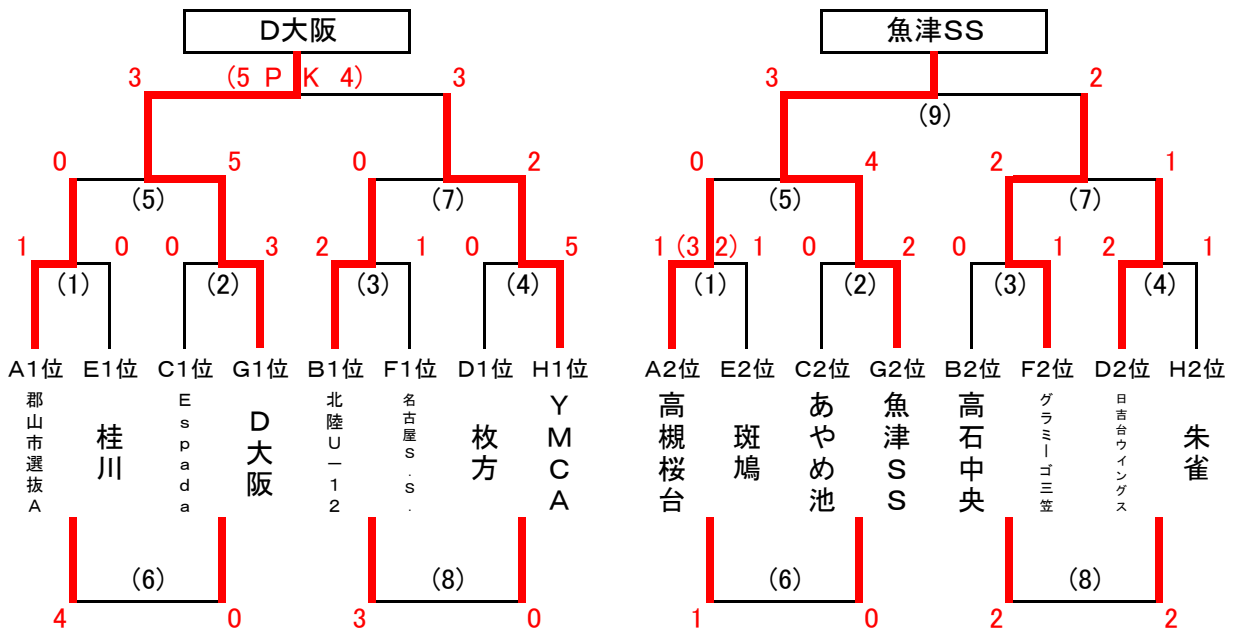 D大阪 魚津SS
3 (5 P K 4) 3 3 2
(9)
0 5 0 2 0 4 2 1
(5) (7) (5) (7)
1 0 0 3 2 1 0 5 1 (3 2) 1 0 2 0 1 2 1
(1) (2) (3) (4) (1) (2) (3) (4)
A1位 E1位 C1位 G1位 B1位 F1位 D1位 H1位 A2位 E2位 C2位 G2位 B2位 F2位 D2位 H2位
郡山市選抜A
桂川
Espada
D大阪
北陸U－12
名古屋S.S.
枚方
YMCA
高槻桜台
斑鳩
あやめ池
魚津SS
高石中央
グラミーゴ三笠
日吉台ウイングス
朱雀
(6) (8) (6) (8)
4 0 3 0 1 0 2 2